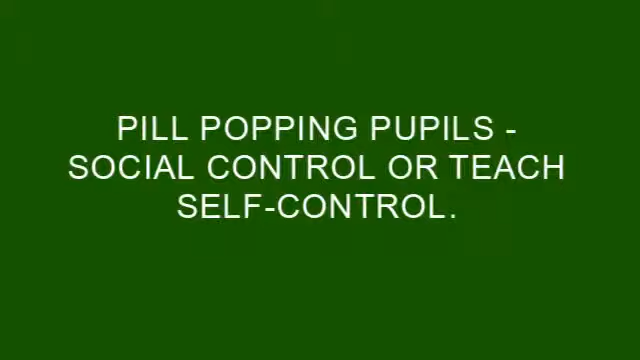 PILL POPPING PUPILS -
SOCIAL CONTROL OR TEACH
SELF-CONTROL.